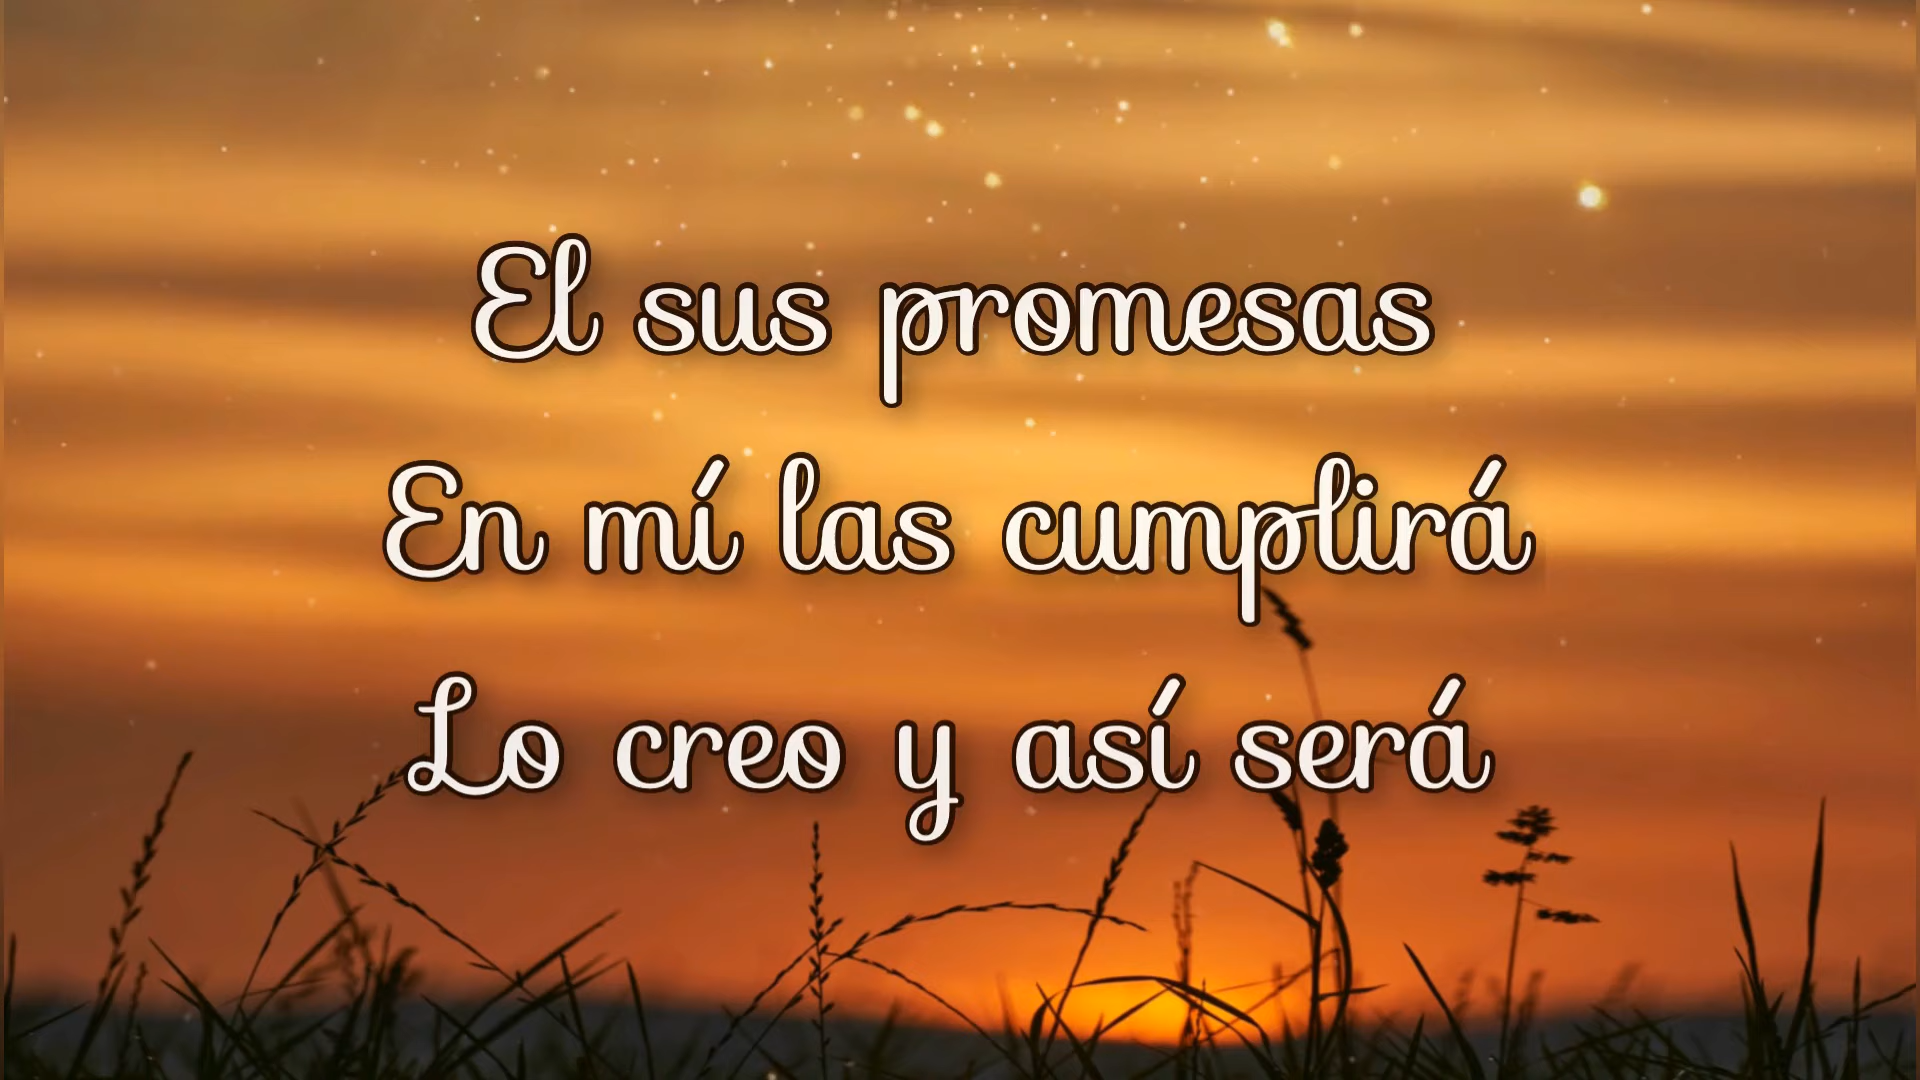 El sus promesas
En mí las cumplirá
Lo creo y así será